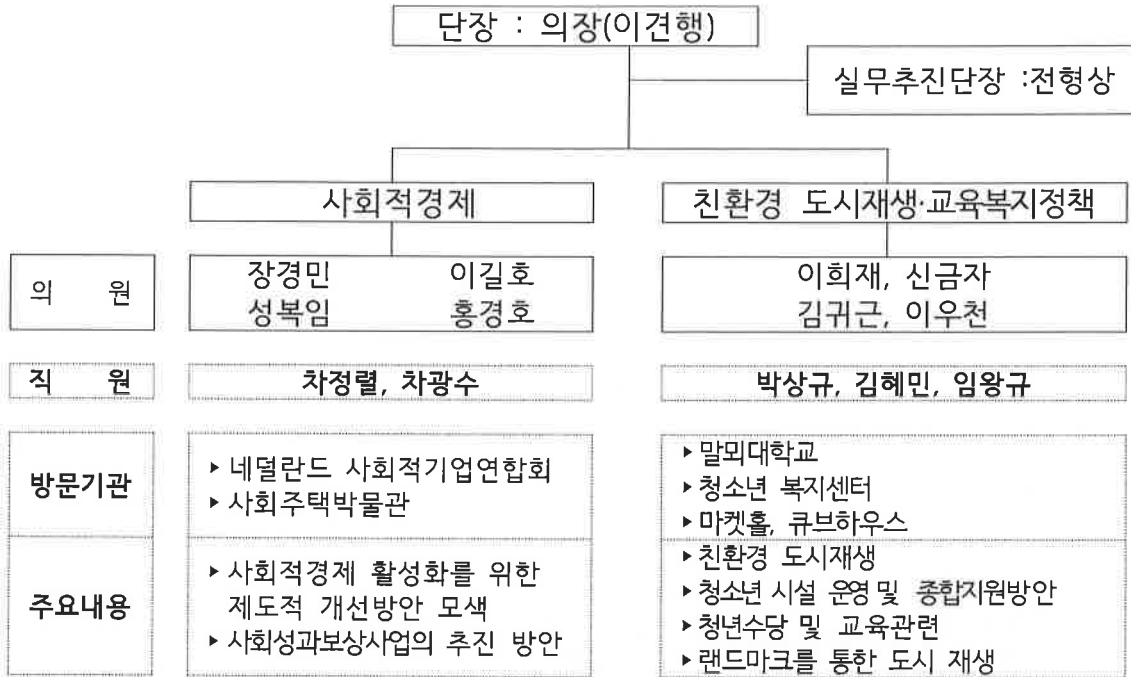 단장 : 의장(이견행)
실무추진단장 :전형상
사회적경제
친환경 도시재생·교육복지정책
의 원
장경민 이길호
성복임 홍경호
이희재, 신금자
김귀근, 이우천
직 원
차정렬, 차광수
박상규, 김혜민, 임왕규
방문기관
▸ 네덜란드 사회적기업연합회
▸ 사회주택박물관
▸ 말뫼대학교
▸ 청소년 복지센터
▸ 마켓홀, 큐브하우스
주요내용
▸ 사회적경제 활성화를 위한
제도적 개선방안 모색
▸ 사회성과보상사업의 추진 방안
▸ 친환경 도시재생
▸ 청소년 시설 운영 및 종합지원방안
▸ 청년수당 및 교육관련
▸ 랜드마크를 통한 도시 재생